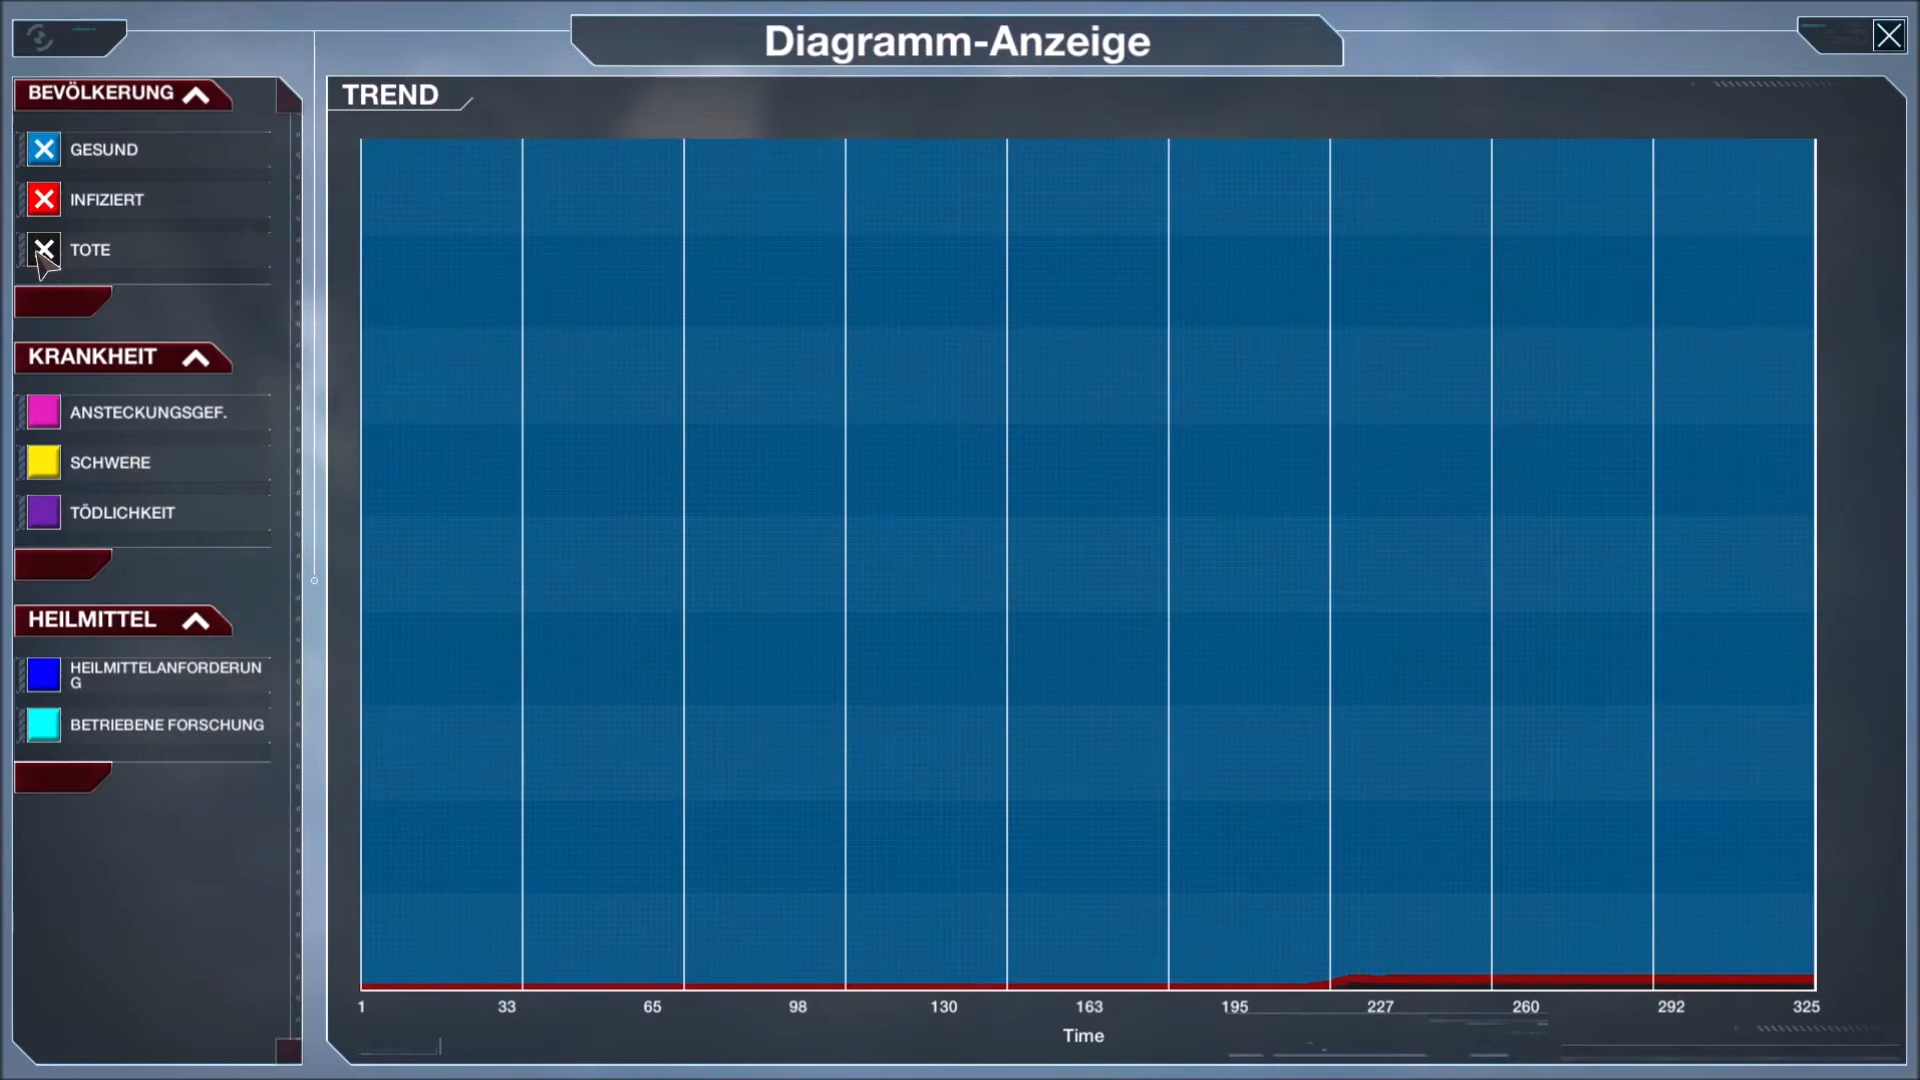 Diagramm-Anzeige
BEVÖLKERUNG
GESUND
INFIZIERT
TOTE
KRANKHEIT
ANSTECKUNGSGEF.
SCHWERE
TÖDLICHKEIT
HEILMITTEL
HEILMITTELANFORDERUN
G
BETRIEBENE FORSCHUNG
TREND
1 33 65 98 130 163 195 227 260 292 325
Time